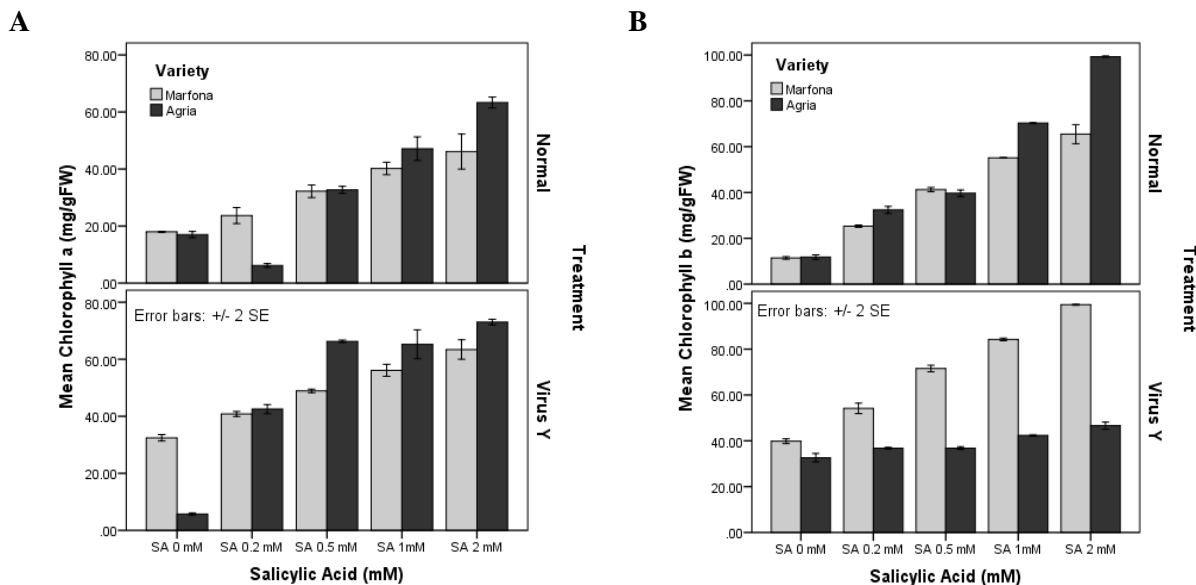 A
Variety
Marfona
Agria
80.00
60.00
40.00
20.00
.00
Normal
Error bars: +/- 2 SE
80.00
60.00
40.00
20.00
.00
Virus Y
Mean Chlorophyll a (mg/gFW)
Treatment
SA 0 mM
SA 0.2 mM
SA 0.5 mM
SA 1mM
SA 2 mM
Salicylic Acid (mM)
B
Variety
Marfona
Agria
100.00
80.00
60.00
40.00
20.00
.00
Normal
Error bars: +/- 2 SE
100.00
80.00
60.00
40.00
20.00
.00
Virus Y
Mean Chlorophyll b (mg/gFW)
Treatment
SA 0 mM
SA 0.2 mM
SA 0.5 mM
SA 1mM
SA 2 mM
Salicylic Acid (mM)